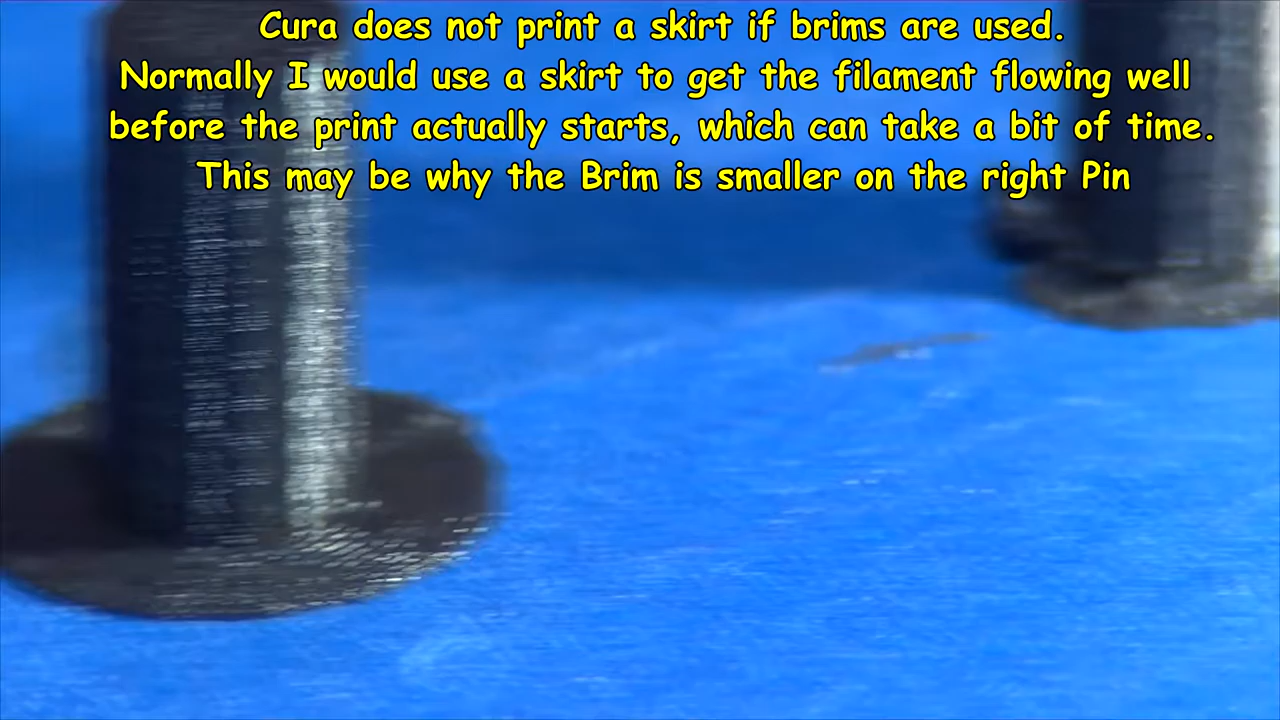 Cura does not print a skirt if brims are used.
Normally I would use a skirt to get the filament flowing well
before the print actually starts, which can take a bit of time.
This may be why the Brim is smaller on the right Pin